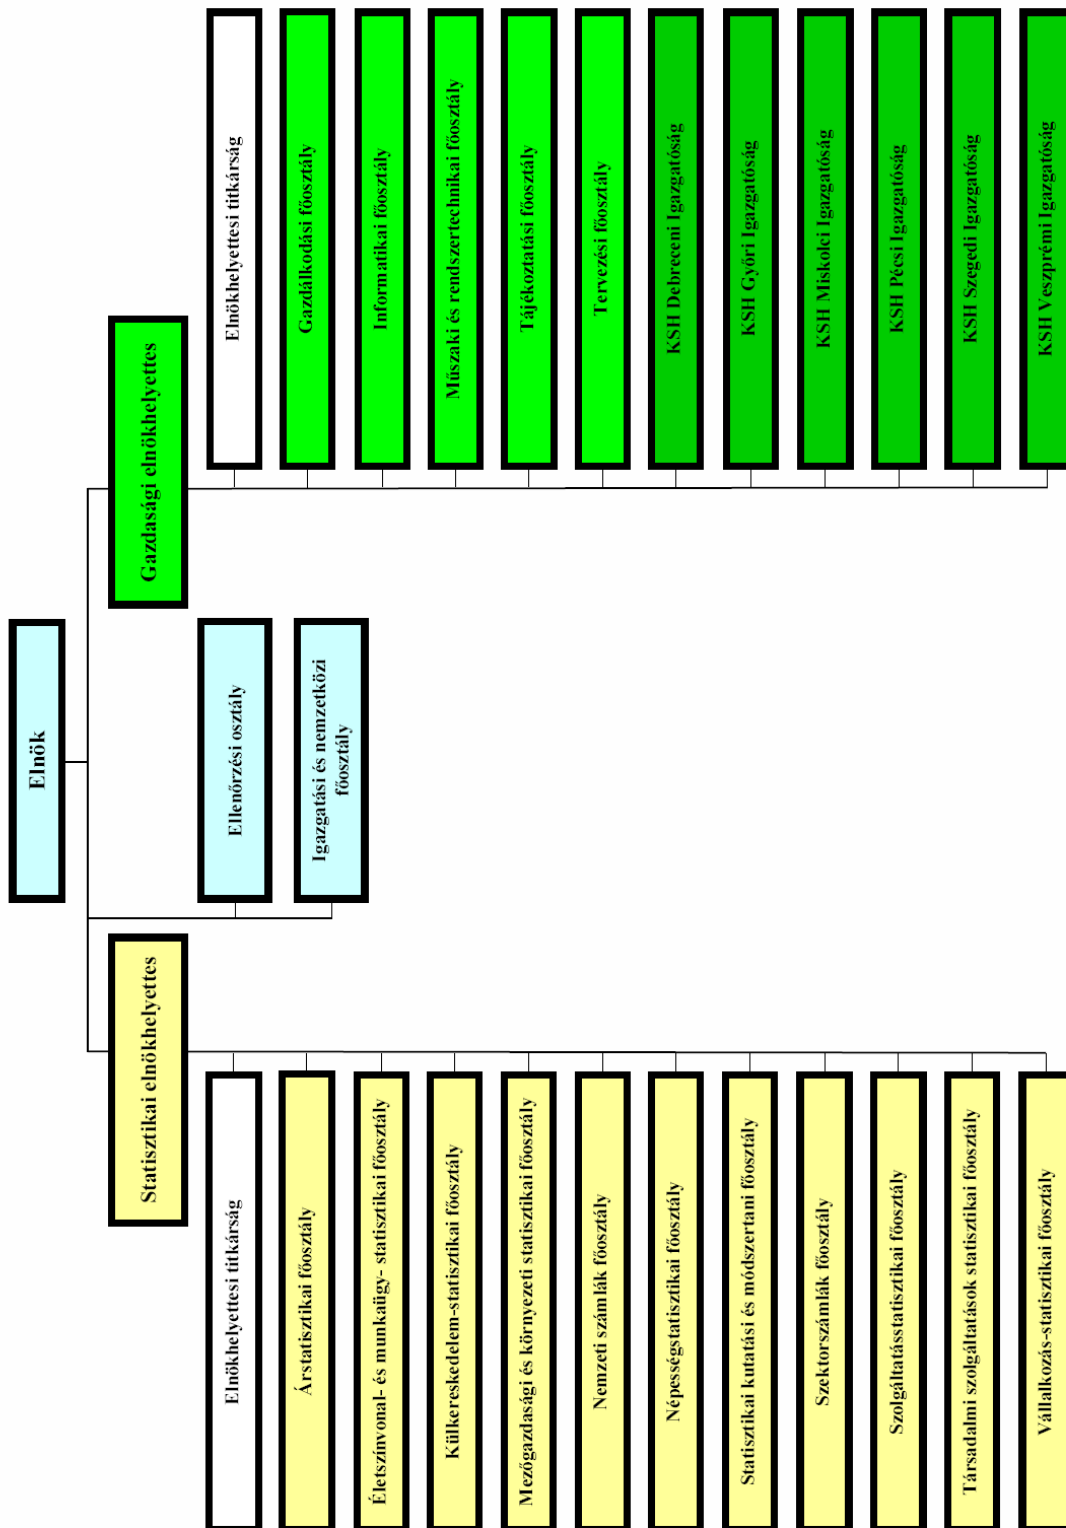 Elnök
Statisztikai elnökhelyettes
Gazdasági elnökhelyettes
Ellenőrzési osztály
Igazgatási és nemzetközi
főosztály
Elnökhelyettesi titkárság
Árstatisztikai főosztály
Életszínvonal- és munkaügy- statisztikai főosztály
Külkereskedelem-statisztikai főosztály
Mezőgazdasági és környezeti statisztikai főosztály
Nemzeti számlák főosztály
Népességstatisztikai főosztály
Statisztikai kutatási és módszertani főosztály
Szektorszámlák főosztály
Szolgáltatásstatisztikai főosztály
Társadalmi szolgáltatások statisztikai főosztály
Vállalkozás-statisztikai főosztály
Elnökhelyettesi titkárság
Gazdálkodási főosztály
Informatikai főosztály
Műszaki és rendszertechnikai főosztály
Tájékoztatási főosztály
Tervezési főosztály
KSH Debreceni Igazgatóság
KSH Győri Igazgatóság
KSH Miskolci Igazgatóság
KSH Pécsi Igazgatóság
KSH Szegedi Igazgatóság
KSH Veszprémi Igazgatóság